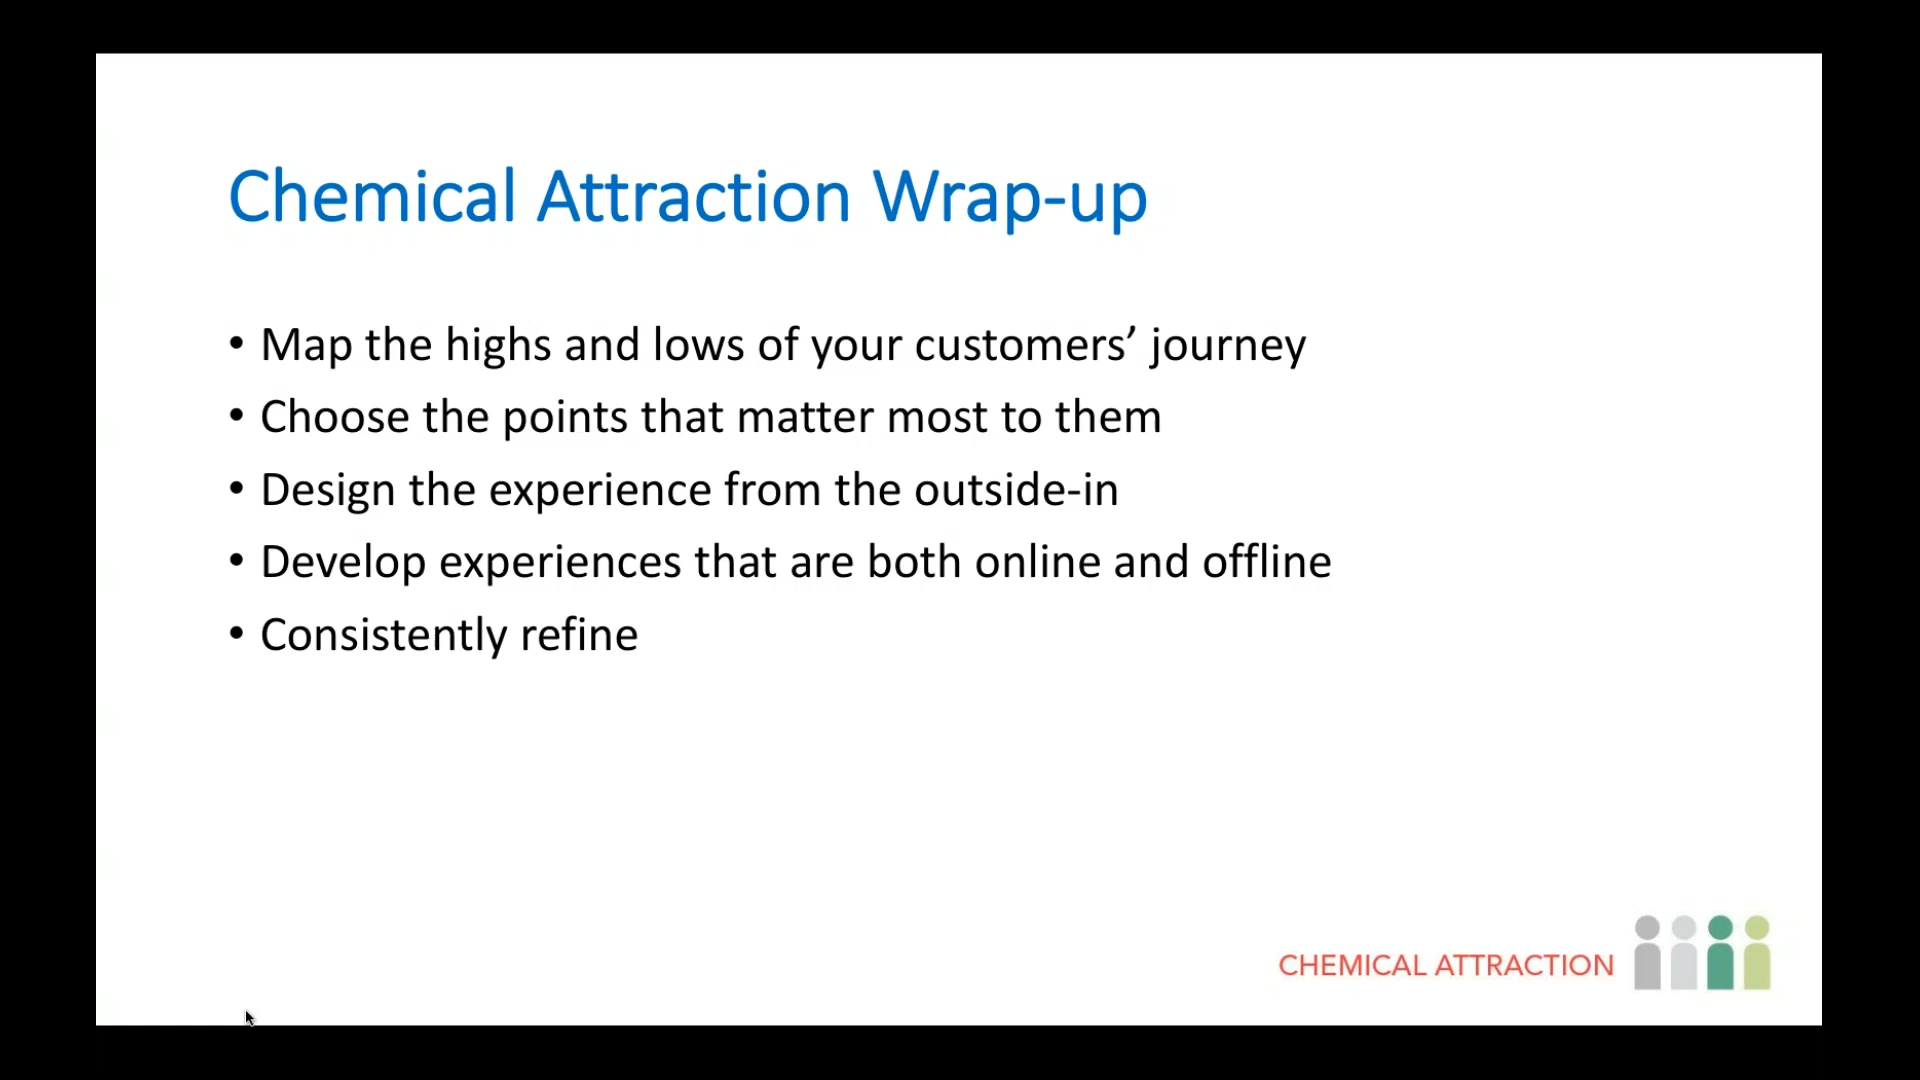 Chemical Attraction Wrap-up
• Map the highs and lows of your customers’ journey
• Choose the points that matter most to them
• Design the experience from the outside-in
• Develop experiences that are both online and offline
• Consistently refine
CHEMICAL ATTRACTION